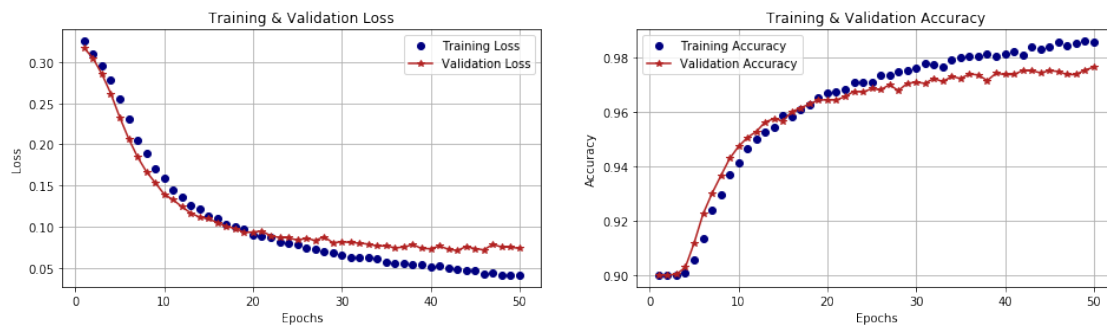 Training & Validation Loss
Loss
0.30
0.25
0.20
0.15
0.10
0.05
Training Loss
Validation Loss
0 10 20 30 40 50
Epochs
Training & Validation Accuracy
Accuracy
0.98
0.96
0.94
0.92
0.90
Training Accuracy
Validation Accuracy
0 10 20 30 40 50
Epochs